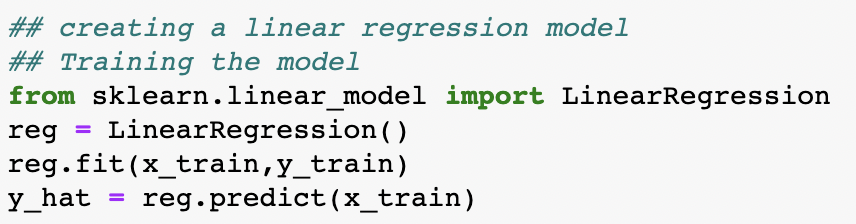 ## creating a linear regression model
## Training the model
from sklearn.linear_model import LinearRegression
reg = LinearRegression()
reg.fit(x_train,y_train)
y_hat = reg.predict(x_train)